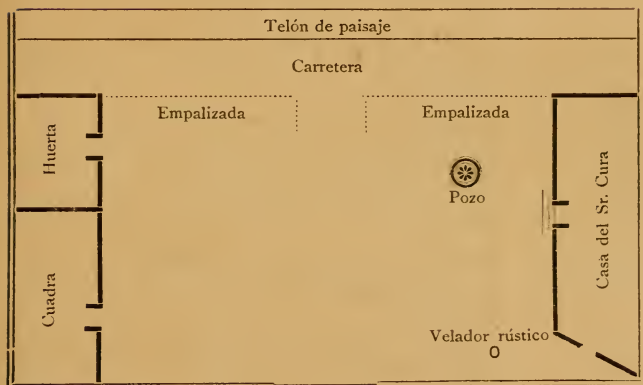 Telón de paisaje
Carretera
Empalizada
Empalizada
Huerta
Pozo
Casa del Sr. Cura
Cuadra
Velador rústico